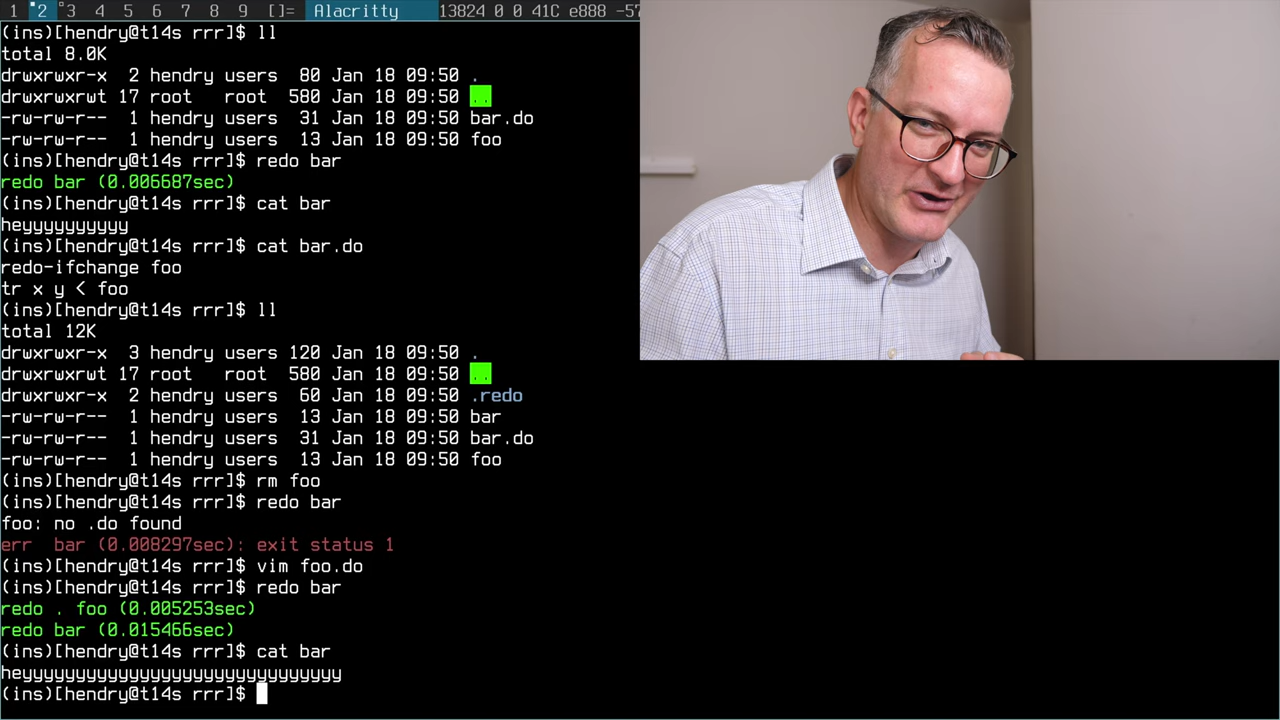 1 2 3 4 5 6 7 8 9 []= Alacritty 13824 0 0 41C e888 -57
(ins)[hendry@t14s rrr]$ ll
total 8.0K
drwxrwxr-x 2 hendry users 80 Jan 18 09:50 .
drwxrwxrwt 17 root root 580 Jan 18 09:50 ..
-rw-rw-r-- 1 hendry users 31 Jan 18 09:50 bar.do
-rw-rw-r-- 1 hendry users 13 Jan 18 09:50 foo
(ins)[hendry@t14s rrr]$ redo bar
redo bar (0.006687sec)
(ins)[hendry@t14s rrr]$ cat bar
heyyyyyyyyyy
(ins)[hendry@t14s rrr]$ cat bar.do
redo-ifchange foo
tr x y < foo
(ins)[hendry@t14s rrr]$ ll
total 12K
drwxrwxr-x 3 hendry users 120 Jan 18 09:50 .
drwxrwxrwt 17 root root 580 Jan 18 09:50 ..
drwxrwxr-x 2 hendry users 60 Jan 18 09:50 .redo
-rw-rw-r-- 1 hendry users 13 Jan 18 09:50 bar
-rw-rw-r-- 1 hendry users 31 Jan 18 09:50 bar.do
-rw-rw-r-- 1 hendry users 13 Jan 18 09:50 foo
(ins)[hendry@t14s rrr]$ rm foo
(ins)[hendry@t14s rrr]$ redo bar
foo: no .do found
err bar (0.008297sec): exit status 1
(ins)[hendry@t14s rrr]$ vim foo.do
(ins)[hendry@t14s rrr]$ redo bar
redo . foo (0.005253sec)
redo bar (0.015466sec)
(ins)[hendry@t14s rrr]$ cat bar
heyyyyyyyyyyyyyyyyyyyyyyyyyyyyyy
(ins)[hendry@t14s rrr]$